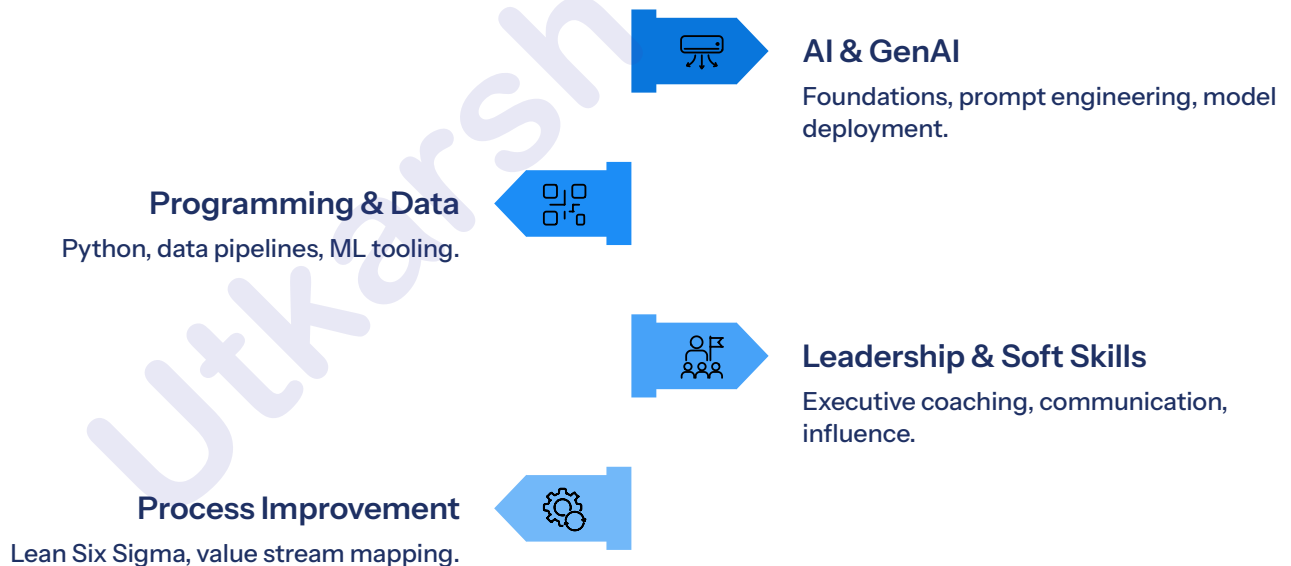 AI & GenAI
Foundations, prompt engineering, model
deployment.
Programming & Data
Python, data pipelines, ML tooling.
Leadership & Soft Skills
Executive coaching, communication,
influence.
Process Improvement
Lean Six Sigma, value stream mapping.
Utkarsh